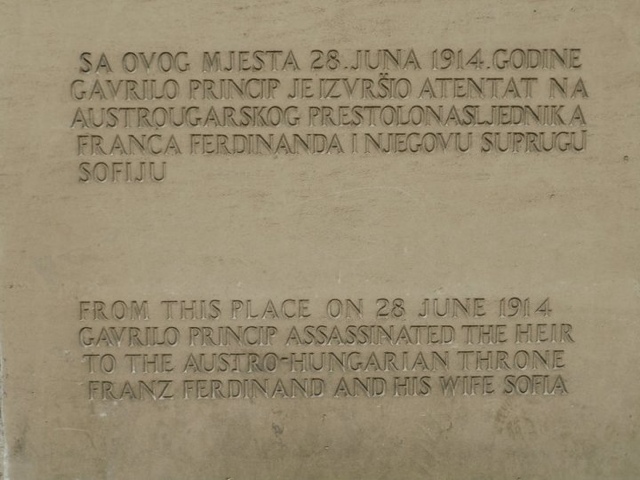 SA OVOG MJESTA 28. JUNA 1914. GODINE
GAVRILO PRINCIP JE IZVRŠIO ATENTAT NA
AUSTROUGARSKOG PRESTOLONASLJEDNIKA
FRANCA FERDINANDA I NJEGOVU SUPRUGU
SOFIJU
FROM THIS PLACE ON 28 JUNE 1914
GAVRILO PRINCIP ASSASSINATED THE HEIR
TO THE AUSTRO-HUNGARIAN THRONE
FRANZ FERDINAND AND HIS WIFE SOFIA